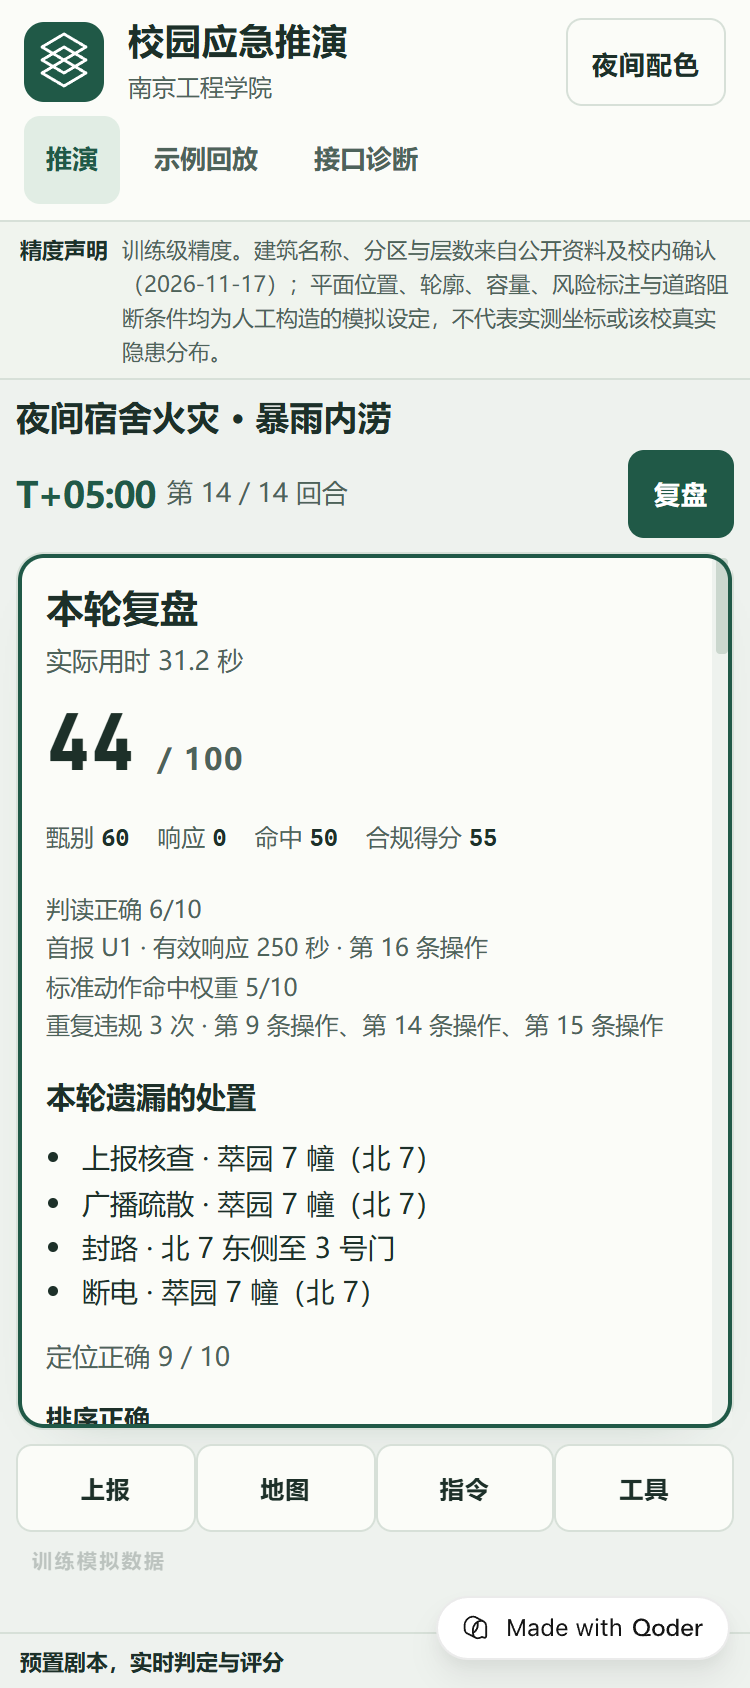 校园应急推演
南京工程学院
夜间配色
推演 示例回放 接口诊断
精度声明 训练级精度。建筑名称、分区与层数来自公开资料及校内确认
（2026-11-17）；平面位置、轮廓、容量、风险标注与道路阻
断条件均为人工构造的模拟设定，不代表实测坐标或该校真实
隐患分布。
夜间宿舍火灾 · 暴雨内涝
T+05:00 第 14 / 14 回合
复盘
本轮复盘
实际用时 31.2 秒
44 / 100
甄别 60 响应 0 命中 50 合规得分 55
判读正确 6/10
首报 U1 · 有效响应 250 秒 · 第 16 条操作
标准动作命中权重 5/10
重复违规 3 次 · 第 9 条操作、第 14 条操作、第 15 条操作
本轮遗漏的处置
• 上报核查 · 萃园 7 幢（北 7）
• 广播疏散 · 萃园 7 幢（北 7）
• 封路 · 北 7 东侧至 3 号门
• 断电 · 萃园 7 幢（北 7）
定位正确 9 / 10
排序正确
上报 地图 指令 工具
训练模拟数据
Made with Qoder
预置剧本，实时判定与评分